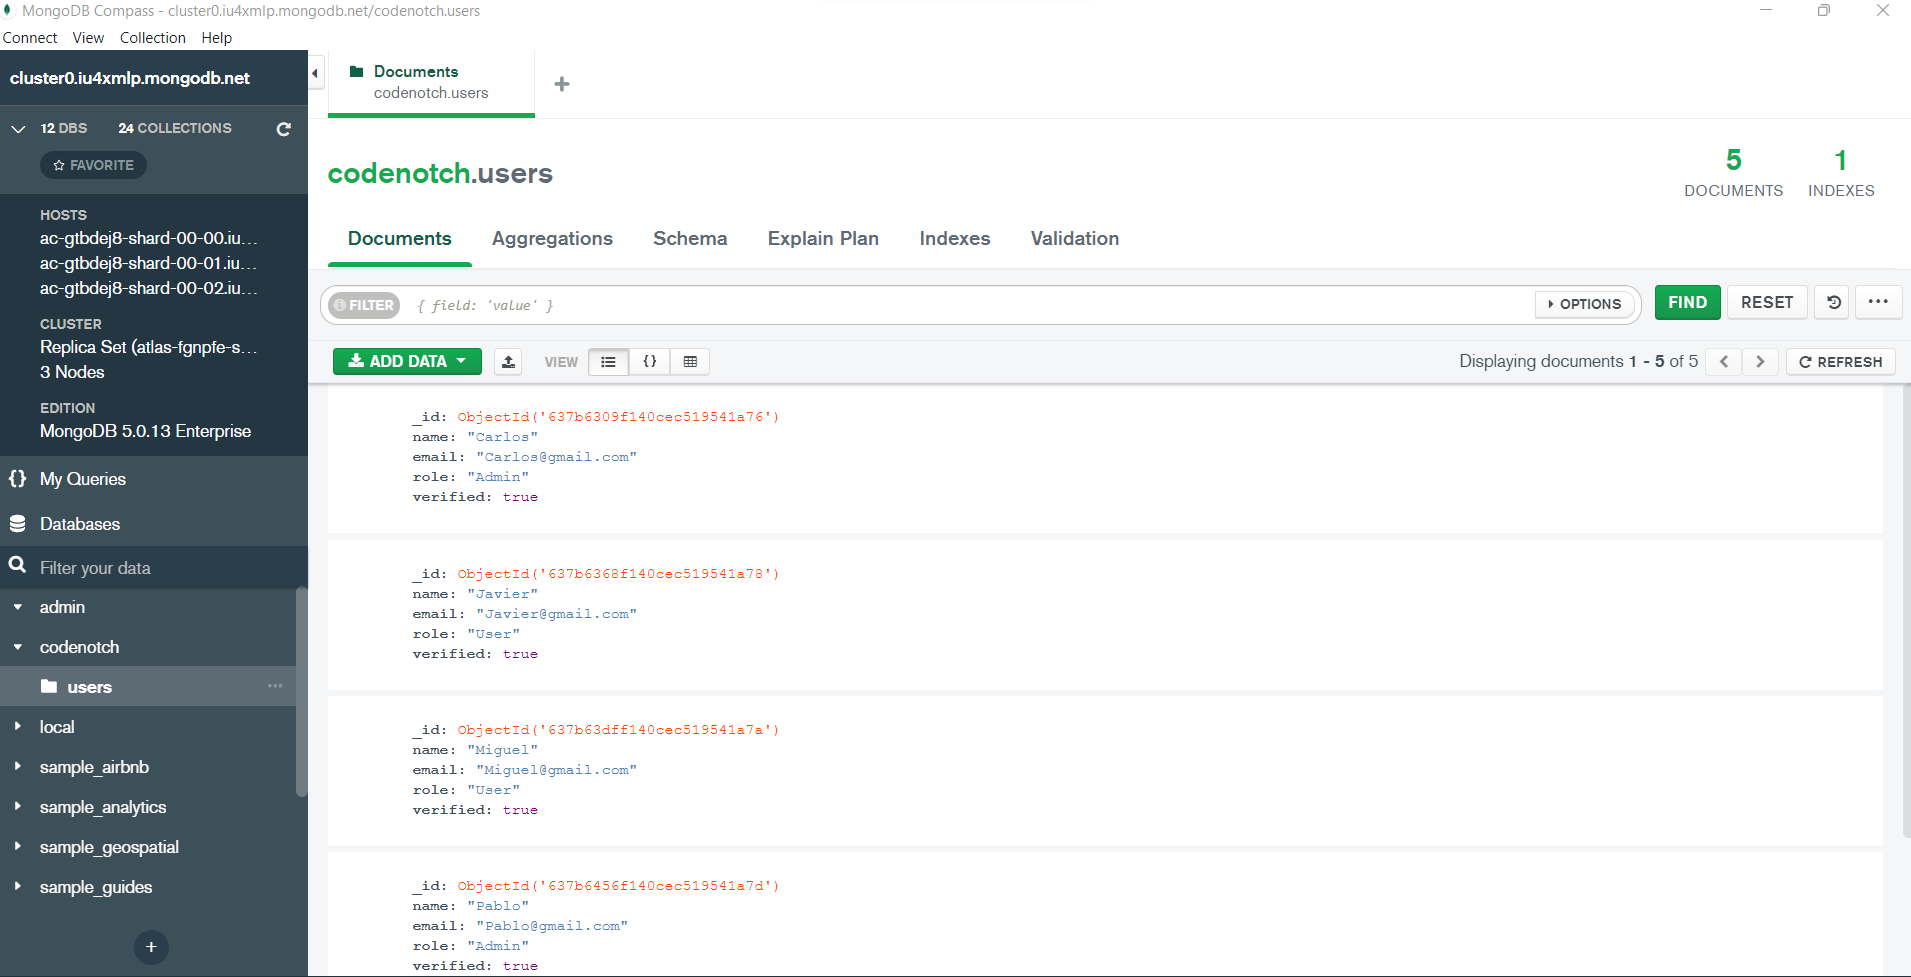 MongoDB Compass - cluster0.iu4xmlp.mongodb.net/codenotch.users
Connect View Collection Help
cluster0.iu4xmlp.mongodb.net
12 DBS 24 COLLECTIONS
FAVORITE
HOSTS
ac-gtbdej8-shard-00-00.iu...
ac-gtbdej8-shard-00-01.iu...
ac-gtbdej8-shard-00-02.iu...
CLUSTER
Replica Set (atlas-fgnpfe-s...
3 Nodes
EDITION
MongoDB 5.0.13 Enterprise
{} My Queries
Databases
Filter your data
admin
codenotch
users ...
local
sample_airbnb
sample_analytics
sample_geospatial
sample_guides
+
Documents
codenotch.users
+
codenotch.users
5
DOCUMENTS
1
INDEXES
Documents Aggregations Schema Explain Plan Indexes Validation
FILTER { field: 'value' } OPTIONS FIND RESET ...
ADD DATA VIEW {} Displaying documents 1 - 5 of 5 < > REFRESH
_id: ObjectId('637b6309f140cec519541a76')
name: "Carlos"
email: "Carlos@gmail.com"
role: "Admin"
verified: true
_id: ObjectId('637b6368f140cec519541a78')
name: "Javier"
email: "Javier@gmail.com"
role: "User"
verified: true
_id: ObjectId('637b63dff140cec519541a7a')
name: "Miguel"
email: "Miguel@gmail.com"
role: "User"
verified: true
_id: ObjectId('637b6456f140cec519541a7d')
name: "Pablo"
email: "Pablo@gmail.com"
role: "Admin"
verified: true